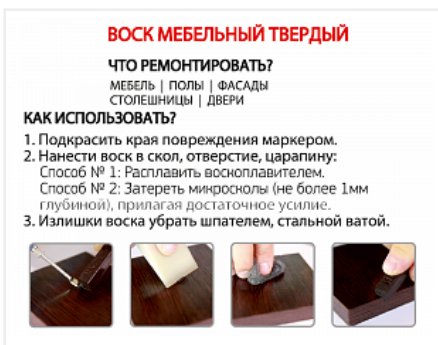 ВОСК МЕБЕЛЬНЫЙ ТВЕРДЫЙ
ЧТО РЕМОНТИРОВАТЬ?
МЕБЕЛЬ | ПОЛЫ | ФАСАДЫ
СТОЛЕШНИЦЫ | ДВЕРИ
КАК ИСПОЛЬЗОВАТЬ?
1. Подкрасить края повреждения маркером.
2. Нанести воск в скол, отверстие, царапину:
Способ № 1: Расплавить воскоплавителем.
Способ № 2: Затереть микросколы (не более 1мм
глубиной), прилагая достаточное усилие.
3. Излишки воска убрать шпателем, стальной ватой.